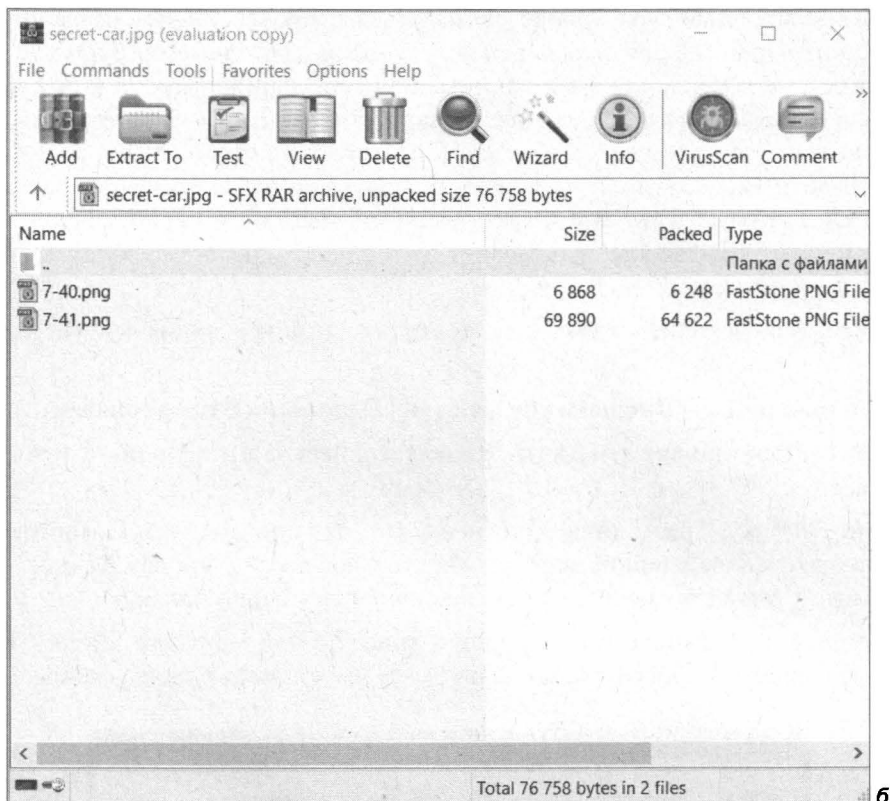 secret-car.jpg (evaluation copy)
File Commands Tools Favorites Options Help
Add Extract To Test View Delete Find Wizard Info VirusScan Comment
secret-car.jpg - SFX RAR archive, unpacked size 76 758 bytes
Name Size Packed Type
.. Папка с файлами
7-40.png 6 868 6 248 FastStone PNG File
7-41.png 69 890 64 622 FastStone PNG File
Total 76 758 bytes in 2 files
б